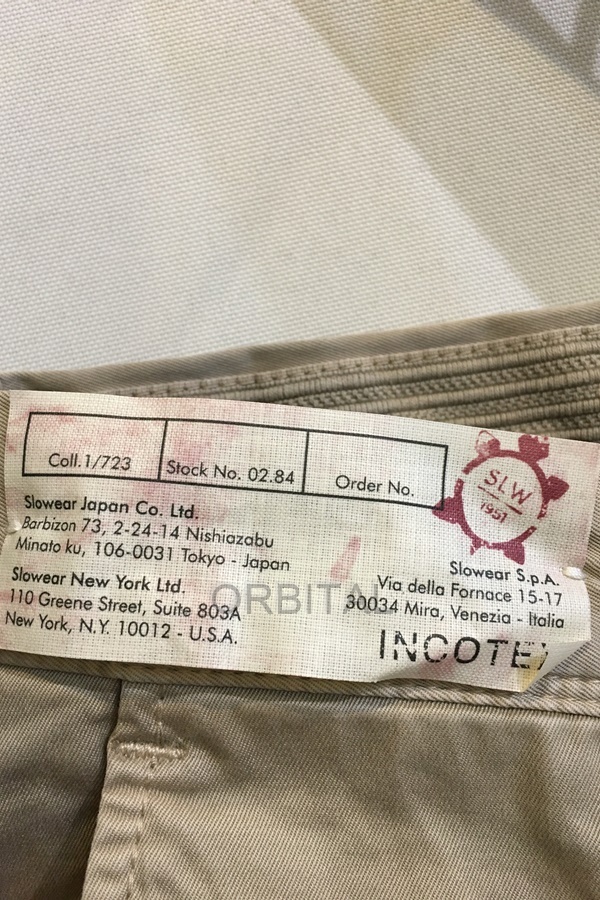 Coll.1/723
Stock No. 02.84
Order No.
SLW
1951
Slowear Japan Co. Ltd.
Barbizon 73, 2-24-14 Nishiazabu
Minato ku, 106-0031 Tokyo - Japan
Slowear New York Ltd.
110 Greene Street, Suite 803A
New York, N.Y. 10012 - U.S.A.
Slowear S.p.A.
Via della Fornace 15-17
30034 Mira, Venezia - Italia
ORBITAL